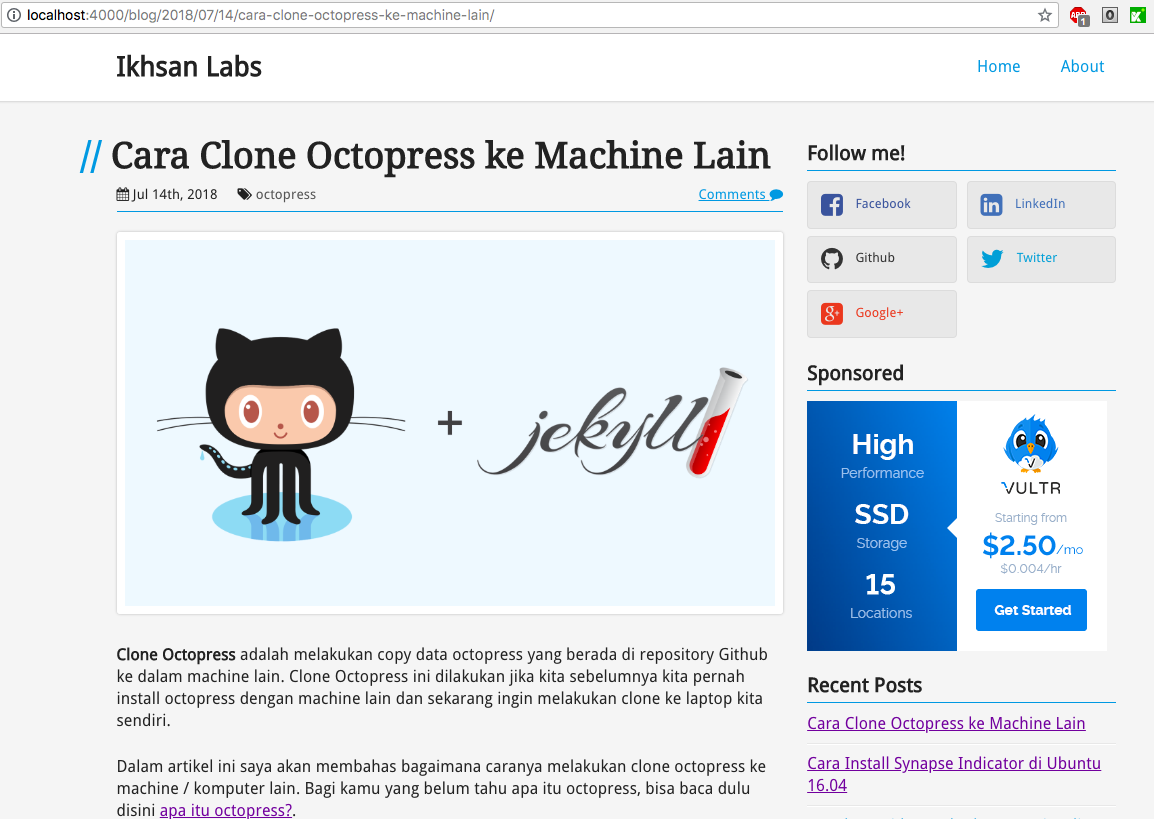 localhost:4000/blog/2018/07/14/cara-clone-octopress-ke-machine-lain/
ABP
1
0
K
Ikhsan Labs
Home
About
// Cara Clone Octopress ke Machine Lain
Jul 14th, 2018
octopress
Comments
+
jekyll
Clone Octopress adalah melakukan copy data octopress yang berada di repository Github
ke dalam machine lain. Clone Octopress ini dilakukan jika kita sebelumnya kita pernah
install octopress dengan machine lain dan sekarang ingin melakukan clone ke laptop kita
sendiri.
Dalam artikel ini saya akan membahas bagaimana caranya melakukan clone octopress ke
machine / komputer lain. Bagi kamu yang belum tahu apa itu octopress, bisa baca dulu
disini apa itu octopress?.
Follow me!
Facebook
LinkedIn
Github
Twitter
Google+
Sponsored
High
Performance
SSD
Storage
15
Locations
VULTR
Starting from
$2.50/mo
$0.004/hr
Get Started
Recent Posts
Cara Clone Octopress ke Machine Lain
Cara Install Synapse Indicator di Ubuntu
16.04